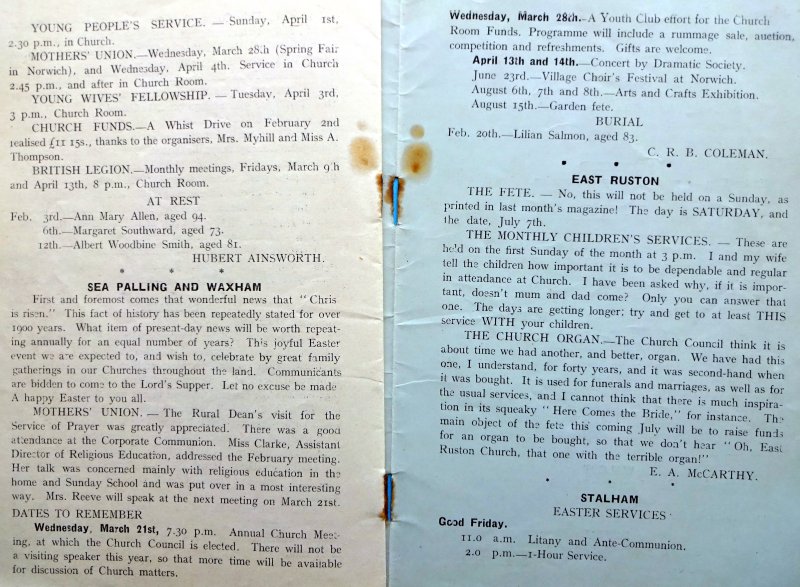 YOUNG PEOPLE'S SERVICE. — Sunday, April 1st,
2.30 p.m., in Church.
MOTHERS' UNION.—Wednesday, March 28th (Spring Fair
in Norwich), and Wednesday, April 4th. Service in Church
2.45 p.m., and after in Church Room.
YOUNG WIVES' FELLOWSHIP. — Tuesday, April 3rd,
3 p.m., Church Room.
CHURCH FUNDS.—A Whist Drive on February 2nd
realised £11 15s., thanks to the organisers, Mrs. Myhill and Miss A.
Thompson.
BRITISH LEGION.—Monthly meetings, Fridays, March 9th
and April 13th, 8 p.m., Church Room.
AT REST
Feb. 3rd.—Ann Mary Allen, aged 94.
6th.—Margaret Southward, aged 73.
12th.—Albert Woodbine Smith, aged 81.
HUBERT AINSWORTH.
* * *
SEA PALLING AND WAXHAM
First and foremost comes that wonderful news that "Chris
is risen." This fact of history has been repeatedly stated for over
1900 years. What item of present-day news will be worth repeat-
ing annually for an equal number of years? This joyful Easter
event we are expected to, and wish to, celebrate by great family
gatherings in our Churches throughout the land. Communicants
are bidden to come to the Lord's Supper. Let no excuse be made
A happy Easter to you all.
MOTHERS' UNION. — The Rural Dean's visit for the
Service of Prayer was greatly appreciated. There was a good
attendance at the Corporate Communion. Miss Clarke, Assistant
Director of Religious Education, addressed the February meeting.
Her talk was concerned mainly with religious education in the
home and Sunday School and was put over in a most interesting
way. Mrs. Reeve will speak at the next meeting on March 21st.
DATES TO REMEMBER
Wednesday, March 21st, 7.30 p.m. Annual Church Meet-
ing, at which the Church Council is elected. There will not be
a visiting speaker this year, so that more time will be available
for discussion of Church matters.
Wednesday, March 28th.—A Youth Club effort for the Church
Room Funds. Programme will include a rummage sale, auction,
competition and refreshments. Gifts are welcome.
April 13th and 14th.—Concert by Dramatic Society.
June 23rd.—Village Choir's Festival at Norwich.
August 6th, 7th and 8th.—Arts and Crafts Exhibition.
August 15th.—Garden fete.
BURIAL
Feb. 20th.—Lilian Salmon, aged 83.
C. R. B. COLEMAN.
* * *
EAST RUSTON
THE FETE. — No, this will not be held on a Sunday, as
printed in last month's magazine! The day is SATURDAY, and
the date, July 7th.
THE MONTHLY CHILDREN'S SERVICES. — These are
held on the first Sunday of the month at 3 p.m. I and my wife
tell the children how important it is to be dependable and regular
in attendance at Church. I have been asked why, if it is impor-
tant, doesn't mum and dad come? Only you can answer that
one. The days are getting longer; try and get to at least THIS
service WITH your children.
THE CHURCH ORGAN.—The Church Council think it is
about time we had another, and better, organ. We have had this
one, I understand, for forty years, and it was second-hand when
it was bought. It is used for funerals and marriages, as well as for
the usual services, and I cannot think that there is much inspira-
tion in its squeaky "Here Comes the Bride," for instance. The
main object of the fete this coming July will be to raise funds
for an organ to be bought, so that we don't hear "Oh, East
Ruston Church, that one with the terrible organ!"
E. A. McCARTHY.
* * *
STALHAM
EASTER SERVICES
Good Friday.
11.0 a.m. Litany and Ante-Communion.
2.0 p.m.—1-Hour Service.